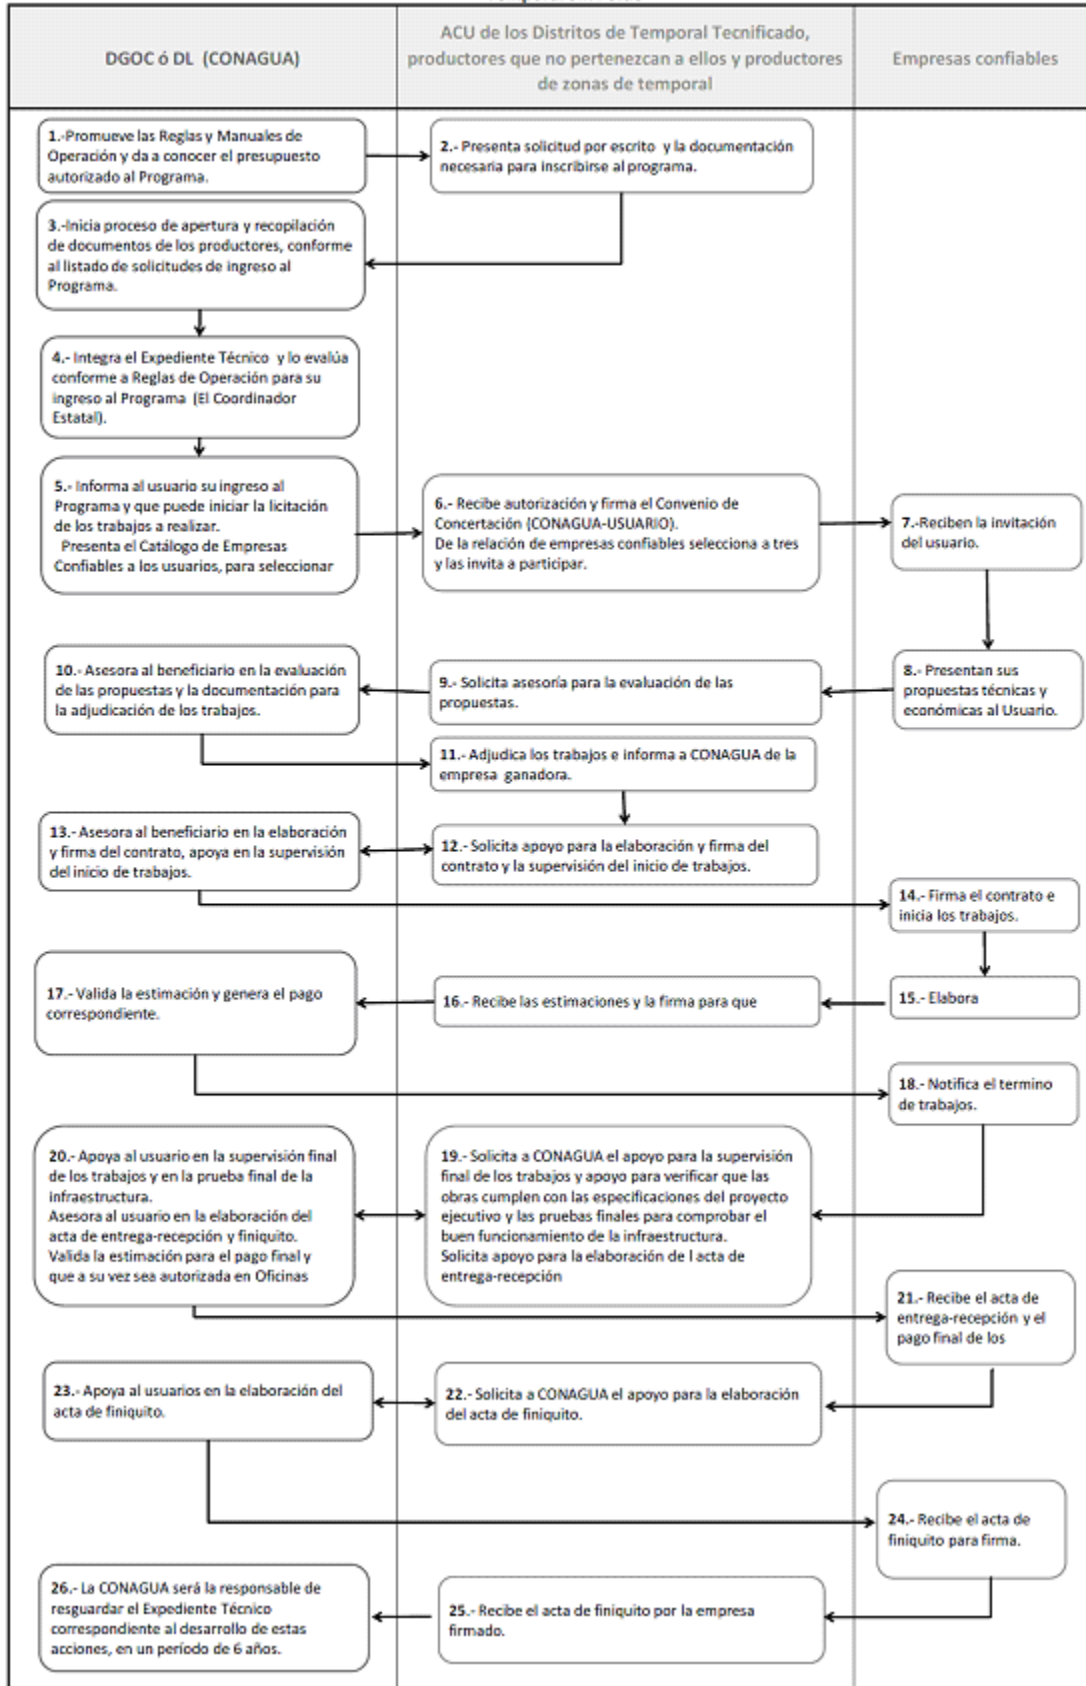 DGOC ó DL (CONAGUA)
ACU de los Distritos de Temporal Tecnificado,
productores que no pertenezcan a ellos y productores
de zonas de temporal
Empresas confiables
1.-Promueve las Reglas y Manuales de
Operación y da a conocer el presupuesto
autorizado al Programa.
2.- Presenta solicitud por escrito y la documentación
necesaria para inscribirse al programa.
3.-Inicia proceso de apertura y recopilación
de documentos de los productores, conforme
al listado de solicitudes de ingreso al
Programa.
4.- Integra el Expediente Técnico y lo evalúa
conforme a Reglas de Operación para su
ingreso al Programa (El Coordinador
Estatal).
5.- Informa al usuario su ingreso al
Programa y que puede iniciar la licitación
de los trabajos a realizar.
Presenta el Catálogo de Empresas
Confiables a los usuarios, para seleccionar
6.- Recibe autorización y firma el Convenio de
Concertación (CONAGUA-USUARIO).
De la relación de empresas confiables selecciona a tres
y las invita a participar.
7.-Reciben la invitación
del usuario.
8.- Presentan sus
propuestas técnicas y
económicas al Usuario.
9.- Solicita asesoría para la evaluación de las
propuestas.
10.- Asesora al beneficiario en la evaluación
de las propuestas y la documentación para
la adjudicación de los trabajos.
11.- Adjudica los trabajos e informa a CONAGUA de la
empresa ganadora.
12.- Solicita apoyo para la elaboración y firma del
contrato y la supervisión del inicio de trabajos.
13.- Asesora al beneficiario en la elaboración
y firma del contrato, apoya en la supervisión
del inicio de trabajos.
14.- Firma el contrato e
inicia los trabajos.
15.- Elabora
16.- Recibe las estimaciones y la firma para que
17.- Valida la estimación y genera el pago
correspondiente.
18.- Notifica el termino
de trabajos.
19.- Solicita a CONAGUA el apoyo para la supervisión
final de los trabajos y apoyo para verificar que las
obras cumplen con las especificaciones del proyecto
ejecutivo y las pruebas finales para comprobar el
buen funcionamiento de la infraestructura.
Solicita apoyo para la elaboración de l acta de
entrega-recepción
20.- Apoya al usuario en la supervisión final
de los trabajos y en la prueba final de la
infraestructura.
Asesora al usuario en la elaboración del
acta de entrega-recepción y finiquito.
Valida la estimación para el pago final y
que a su vez sea autorizada en Oficinas
21.- Recibe el acta de
entrega-recepción y el
pago final de los
22.- Solicita a CONAGUA el apoyo para la elaboración
del acta de finiquito.
23.- Apoya al usuarios en la elaboración del
acta de finiquito.
24.- Recibe el acta de
finiquito para firma.
25.- Recibe el acta de finiquito por la empresa
firmado.
26.- La CONAGUA será la responsable de
resguardar el Expediente Técnico
correspondiente al desarrollo de estas
acciones, en un período de 6 años.